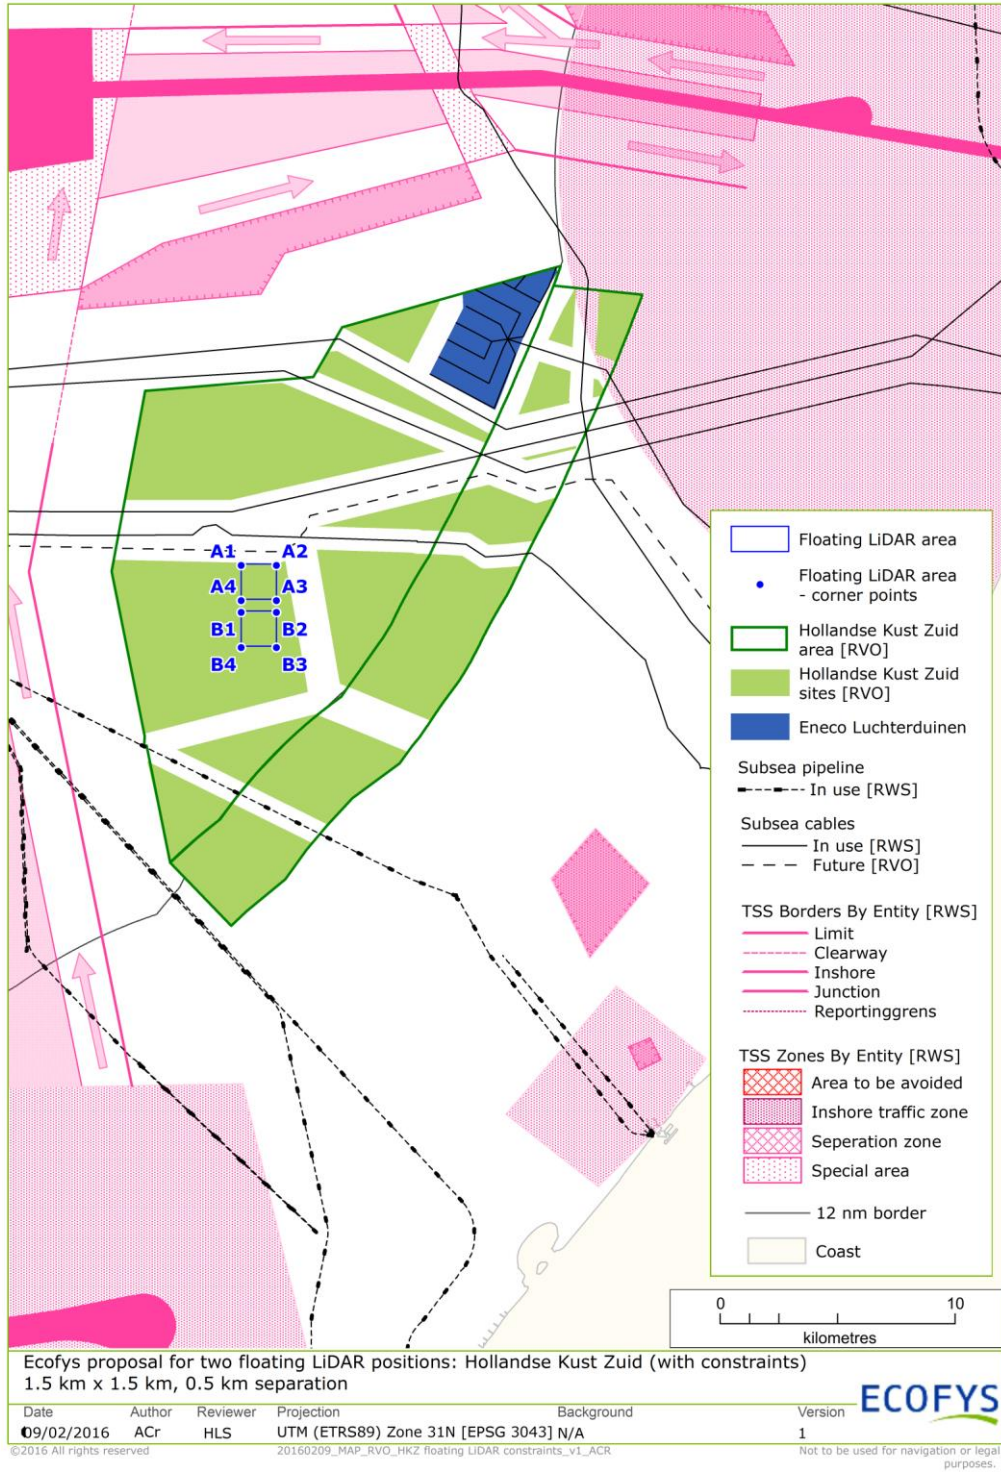 A1 A2
A4 A3
B1 B2
B4 B3
Floating LiDAR area
Floating LiDAR area
- corner points
Hollandse Kust Zuid
area [RVO]
Hollandse Kust Zuid
sites [RVO]
Eneco Luchterduinen
Subsea pipeline
In use [RWS]
Subsea cables
In use [RWS]
Future [RVO]
TSS Borders By Entity [RWS]
Limit
Clearway
Inshore
Junction
Reportinggrens
TSS Zones By Entity [RWS]
Area to be avoided
Inshore traffic zone
Seperation zone
Special area
12 nm border
Coast
0 10
kilometres
Ecofys proposal for two floating LiDAR positions: Hollandse Kust Zuid (with constraints)
1.5 km x 1.5 km, 0.5 km separation
ECOFYS
Date Author Reviewer Projection Background Version
09/02/2016 ACr HLS UTM (ETRS89) Zone 31N [EPSG 3043] N/A 1
©2016 All rights reserved 20160209_MAP_RVO_HKZ floating LiDAR constraints_v1_ACR Not to be used for navigation or legal
purposes.